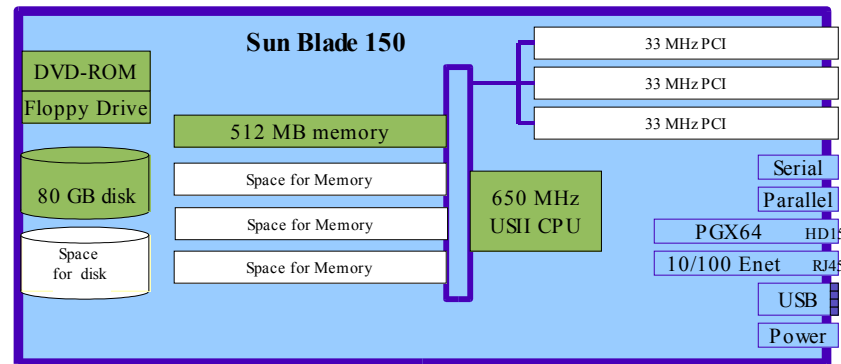 Sun Blade 150
DVD-ROM
Floppy Drive
80 GB disk
Space
for disk
512 MB memory
Space for Memory
Space for Memory
Space for Memory
650 MHz
USII CPU
33 MHz PCI
33 MHz PCI
33 MHz PCI
Serial
Parallel
PGX64 HD15
10/100 Enet RJ45
USB
Power